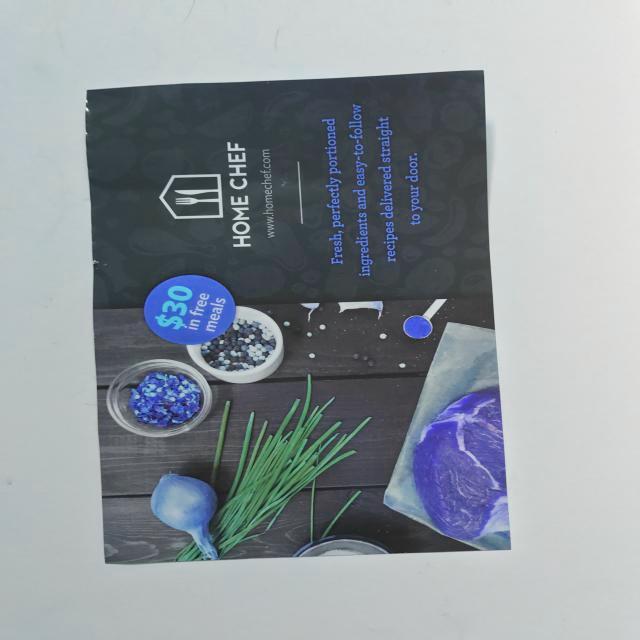 HOME CHEF
www.homechef.com
Fresh, perfectly portioned
ingredients and easy-to-follow
recipes delivered straight
to your door.
$30
in free
meals